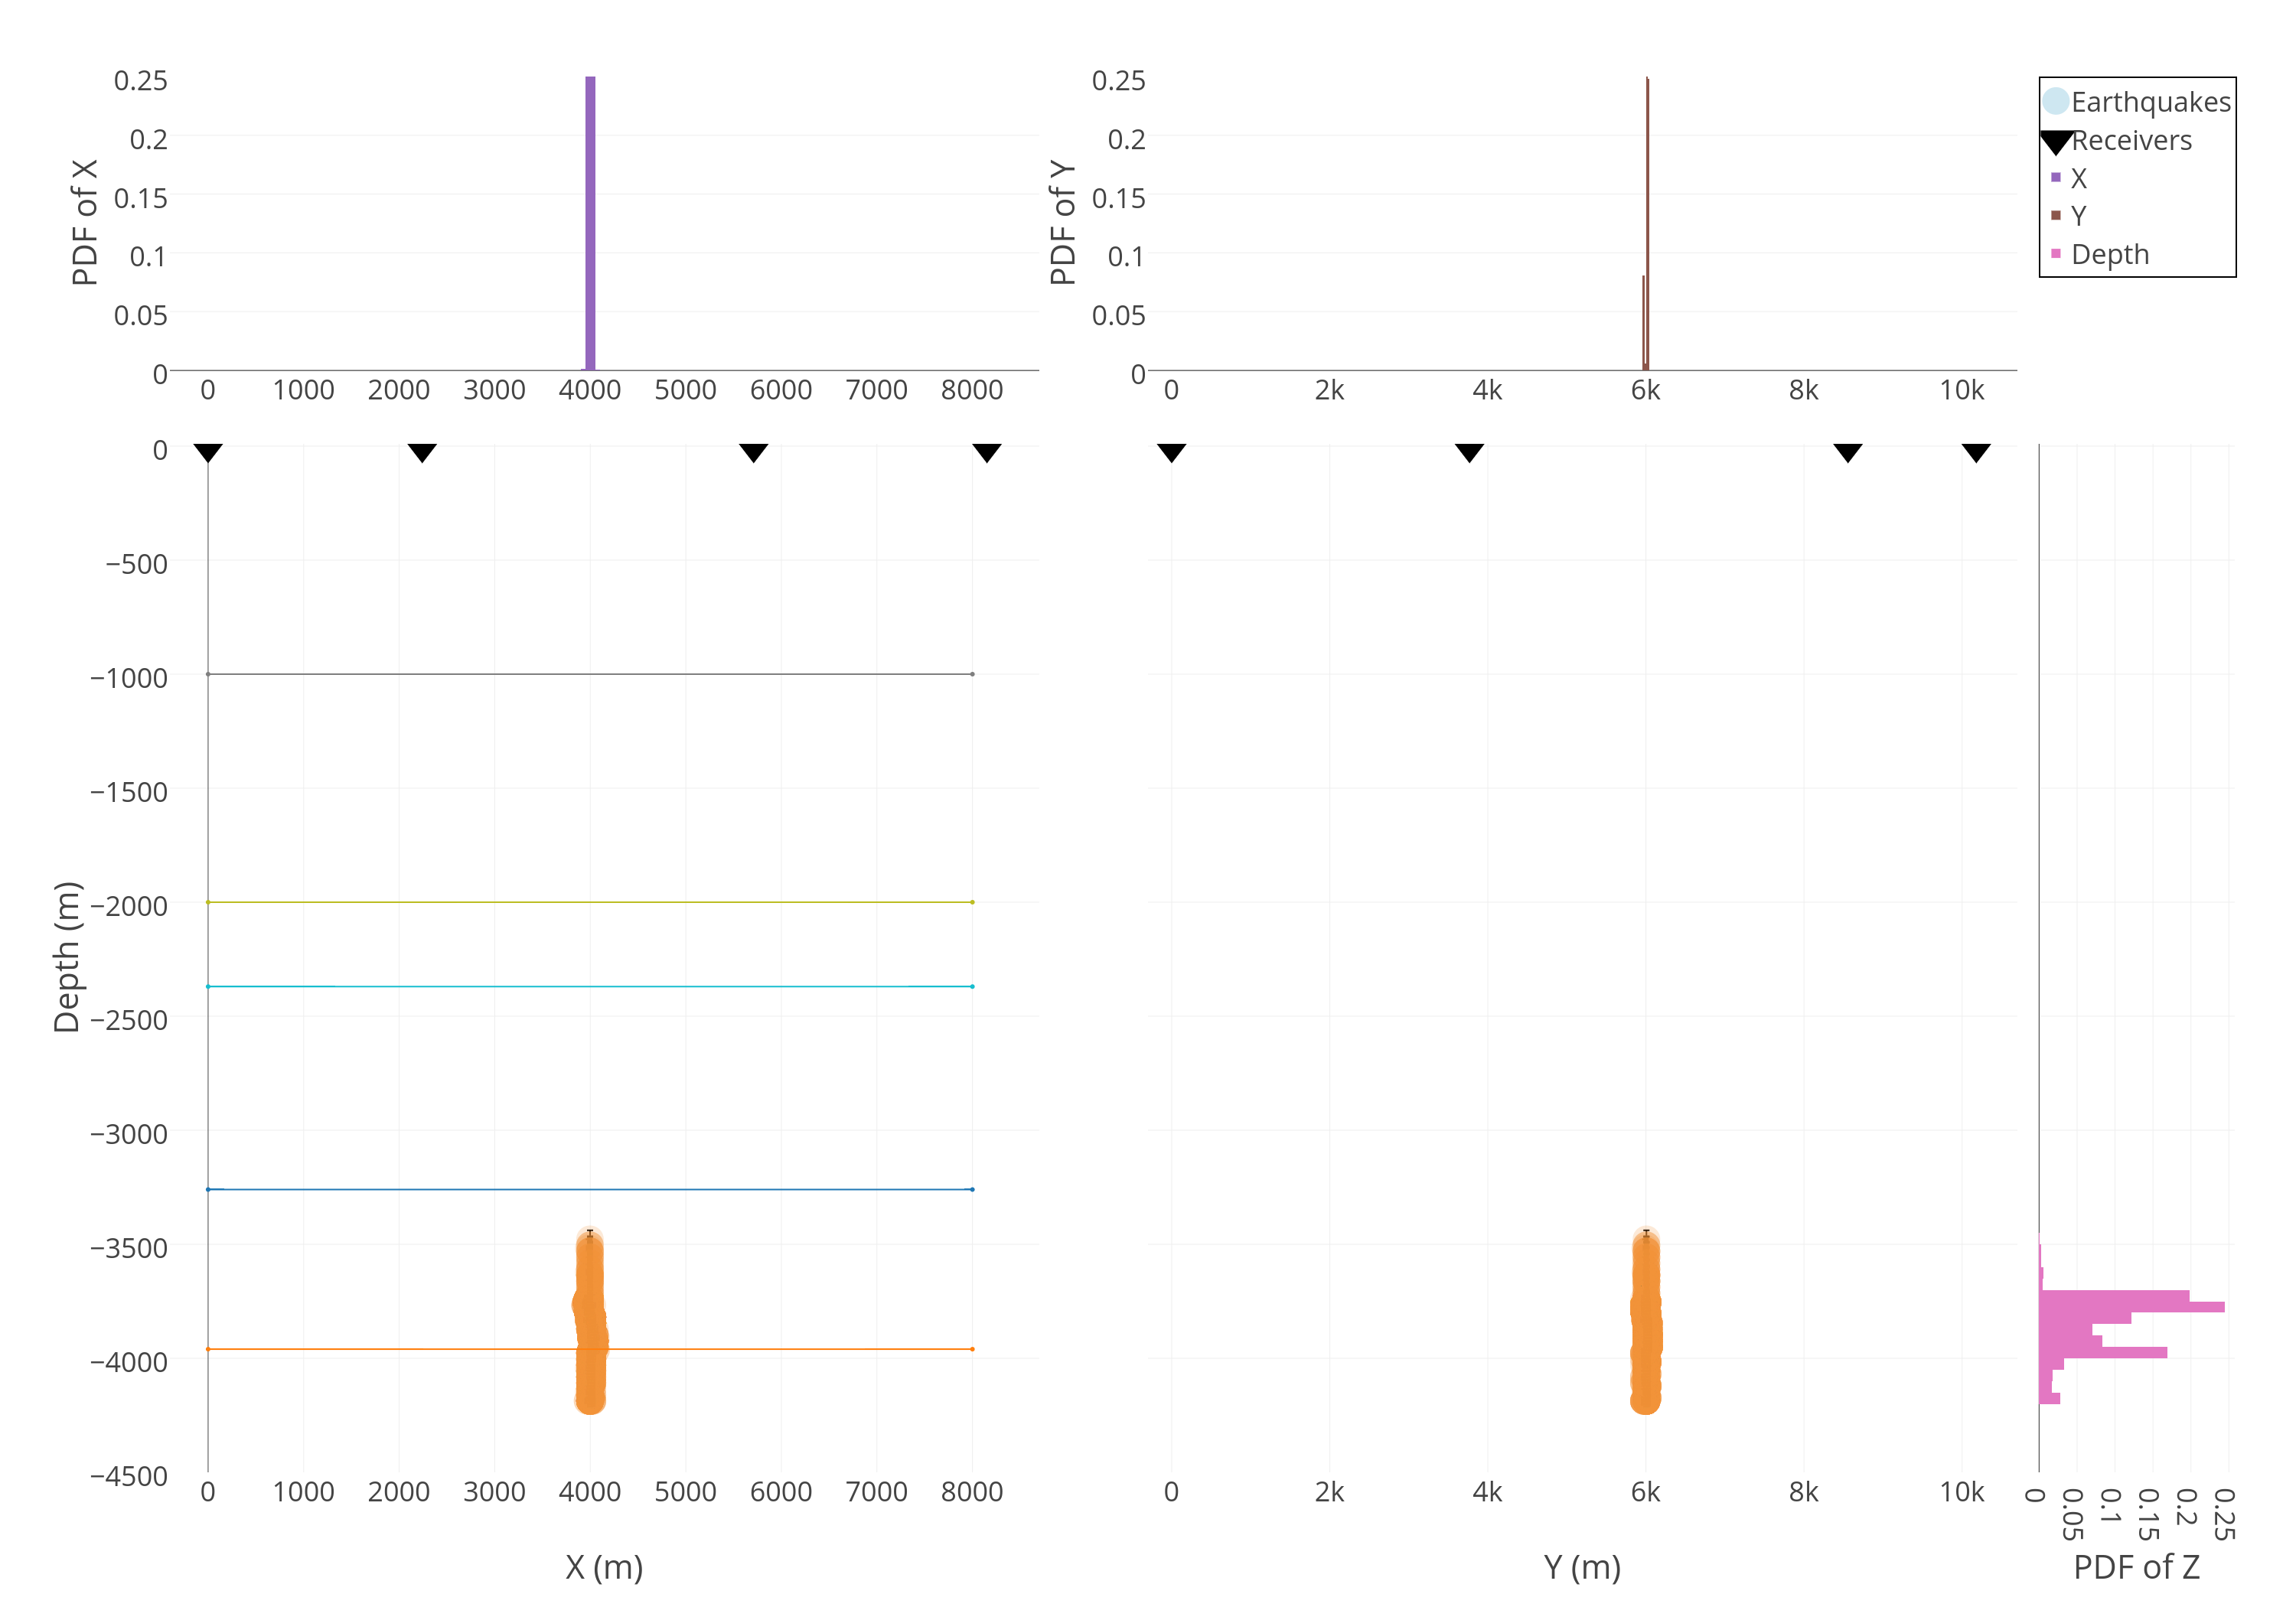 0.25
0.2
0.15
0.1
0.05
0
PDF of X
0 1000 2000 3000 4000 5000 6000 7000 8000
0.25
0.2
0.15
0.1
0.05
0
PDF of Y
0 2k 4k 6k 8k 10k
Earthquakes
Receivers
X
Y
Depth
0
−500
−1000
−1500
−2000
−2500
−3000
−3500
−4000
−4500
Depth (m)
0 1000 2000 3000 4000 5000 6000 7000 8000
X (m)
0 2k 4k 6k 8k 10k
Y (m)
0 0.05 0.1 0.15 0.2 0.25
PDF of Z